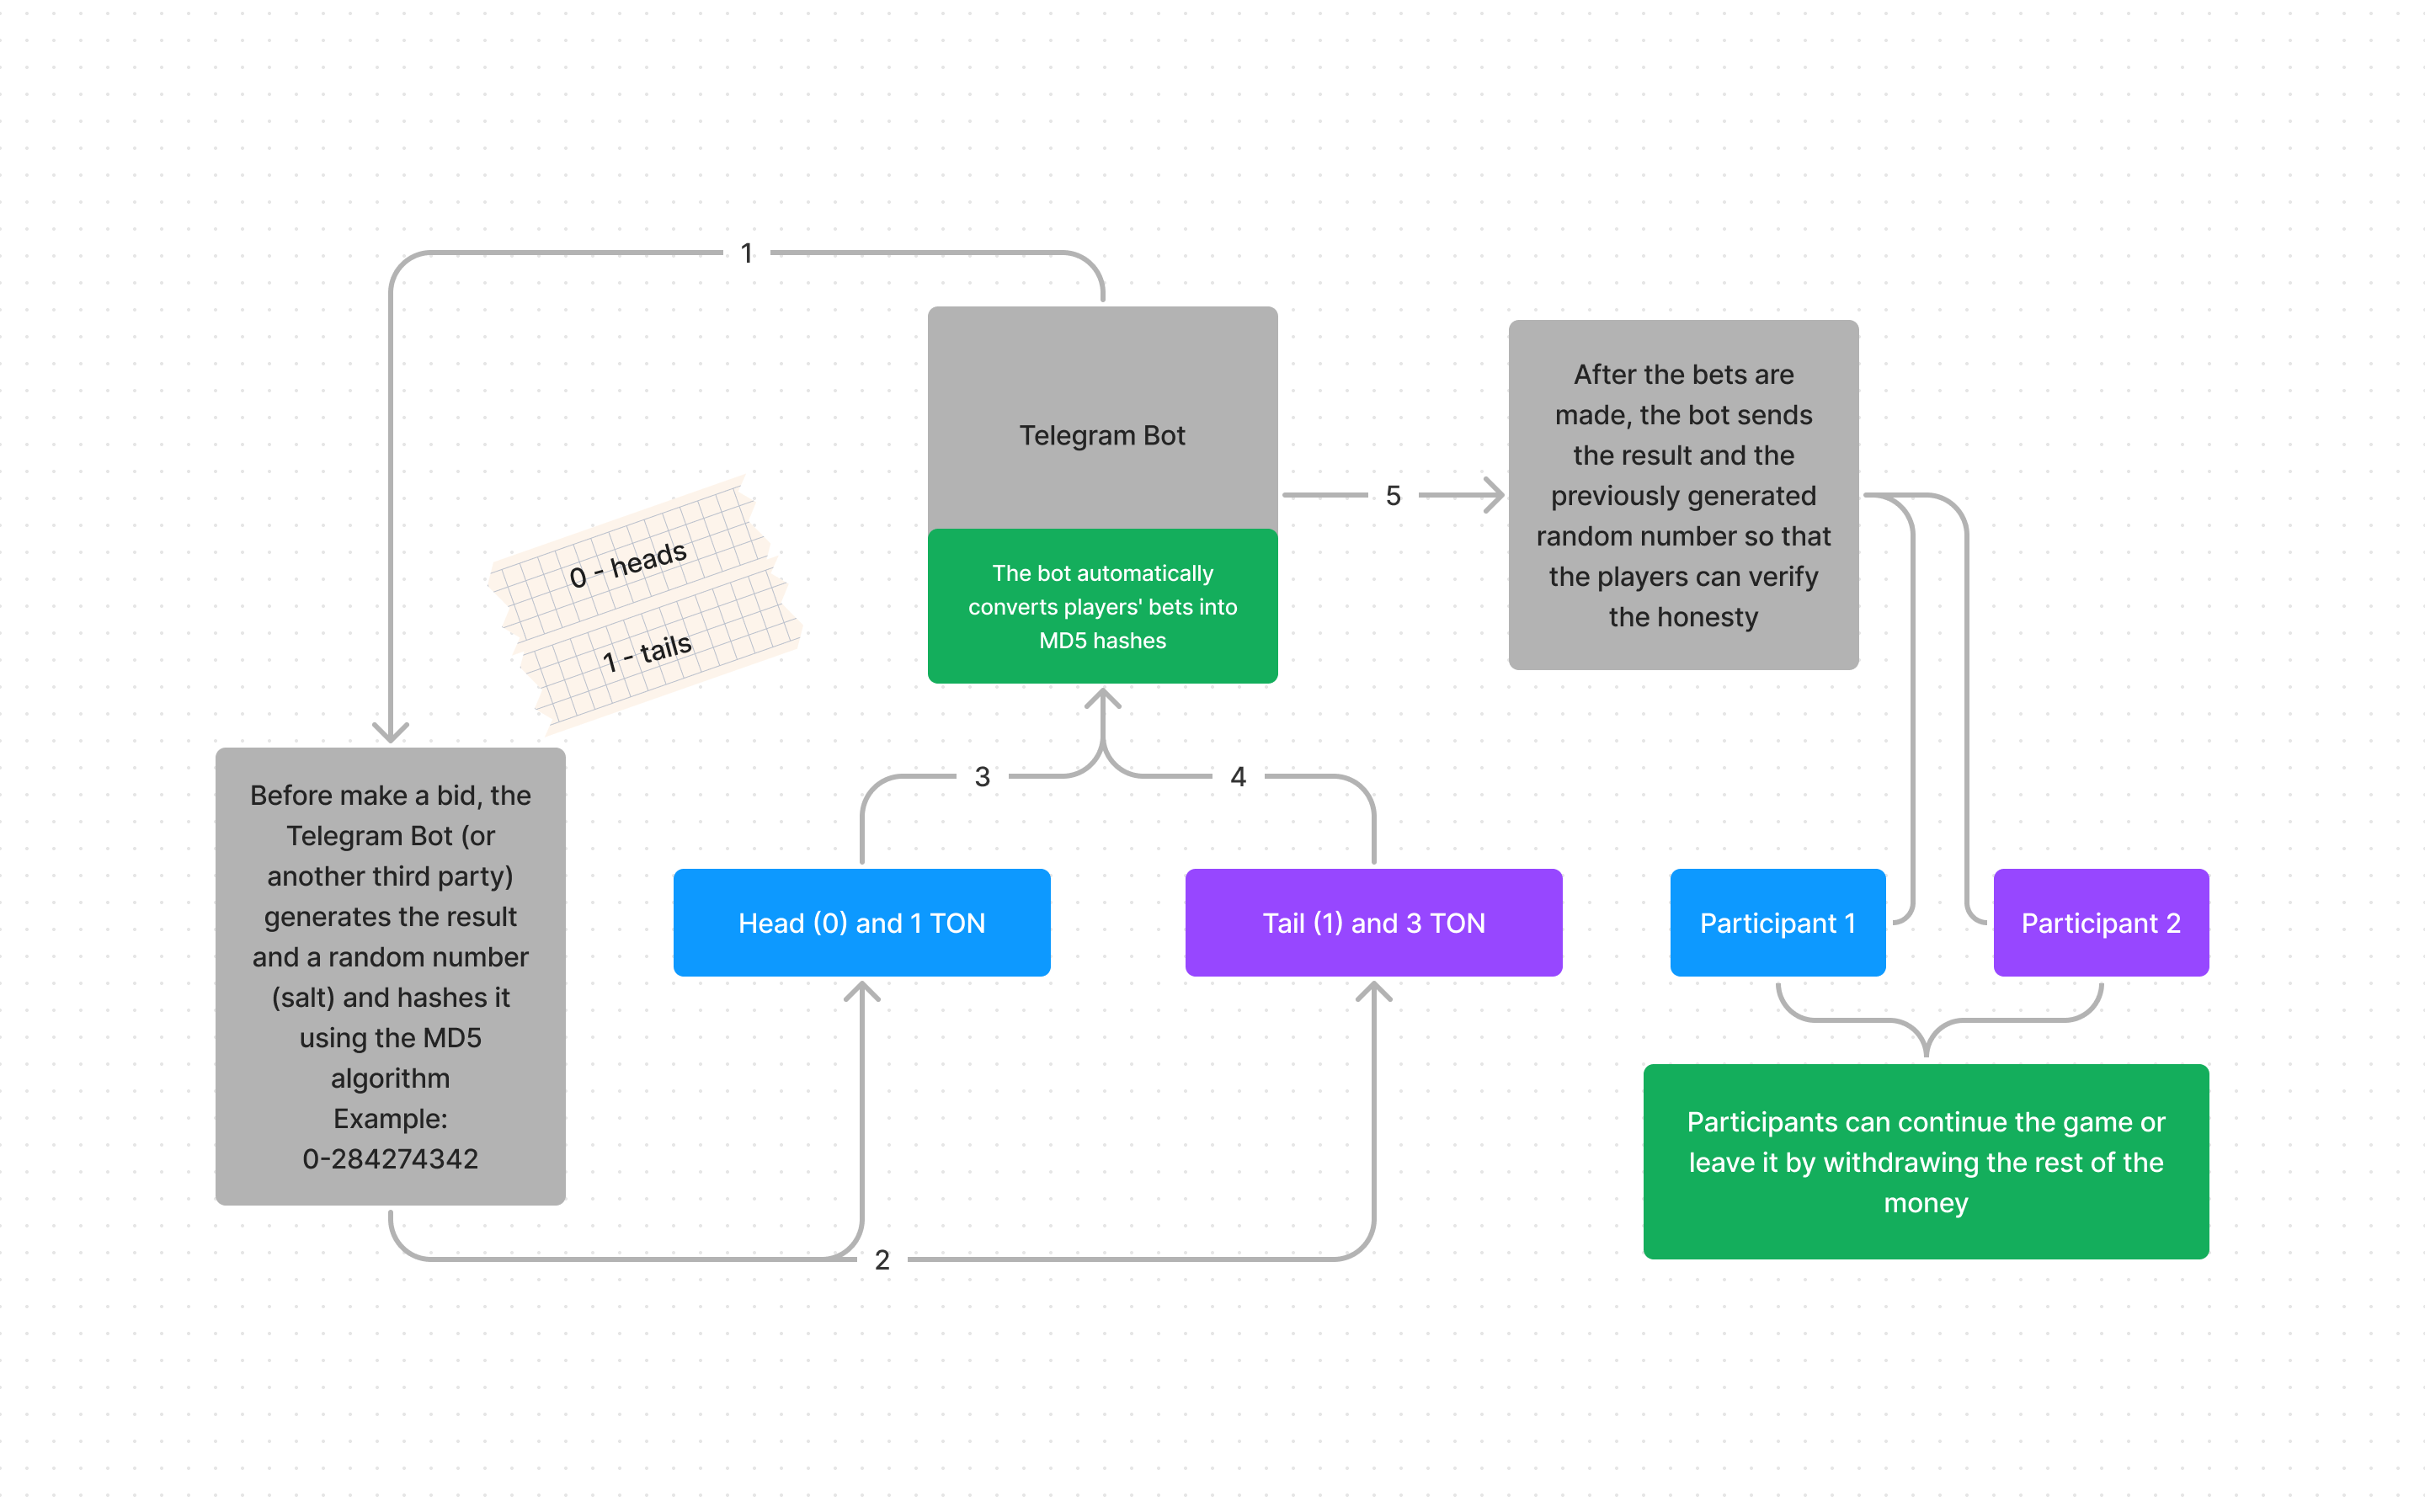 1
Telegram Bot
The bot automatically
converts players' bets into
MD5 hashes
5
After the bets are
made, the bot sends
the result and the
previously generated
random number so that
the players can verify
the honesty
0 - heads
1 - tails
Before make a bid, the
Telegram Bot (or
another third party)
generates the result
and a random number
(salt) and hashes it
using the MD5
algorithm
Example:
0-284274342
3
4
Head (0) and 1 TON
Tail (1) and 3 TON
2
Participant 1
Participant 2
Participants can continue the game or
leave it by withdrawing the rest of the
money